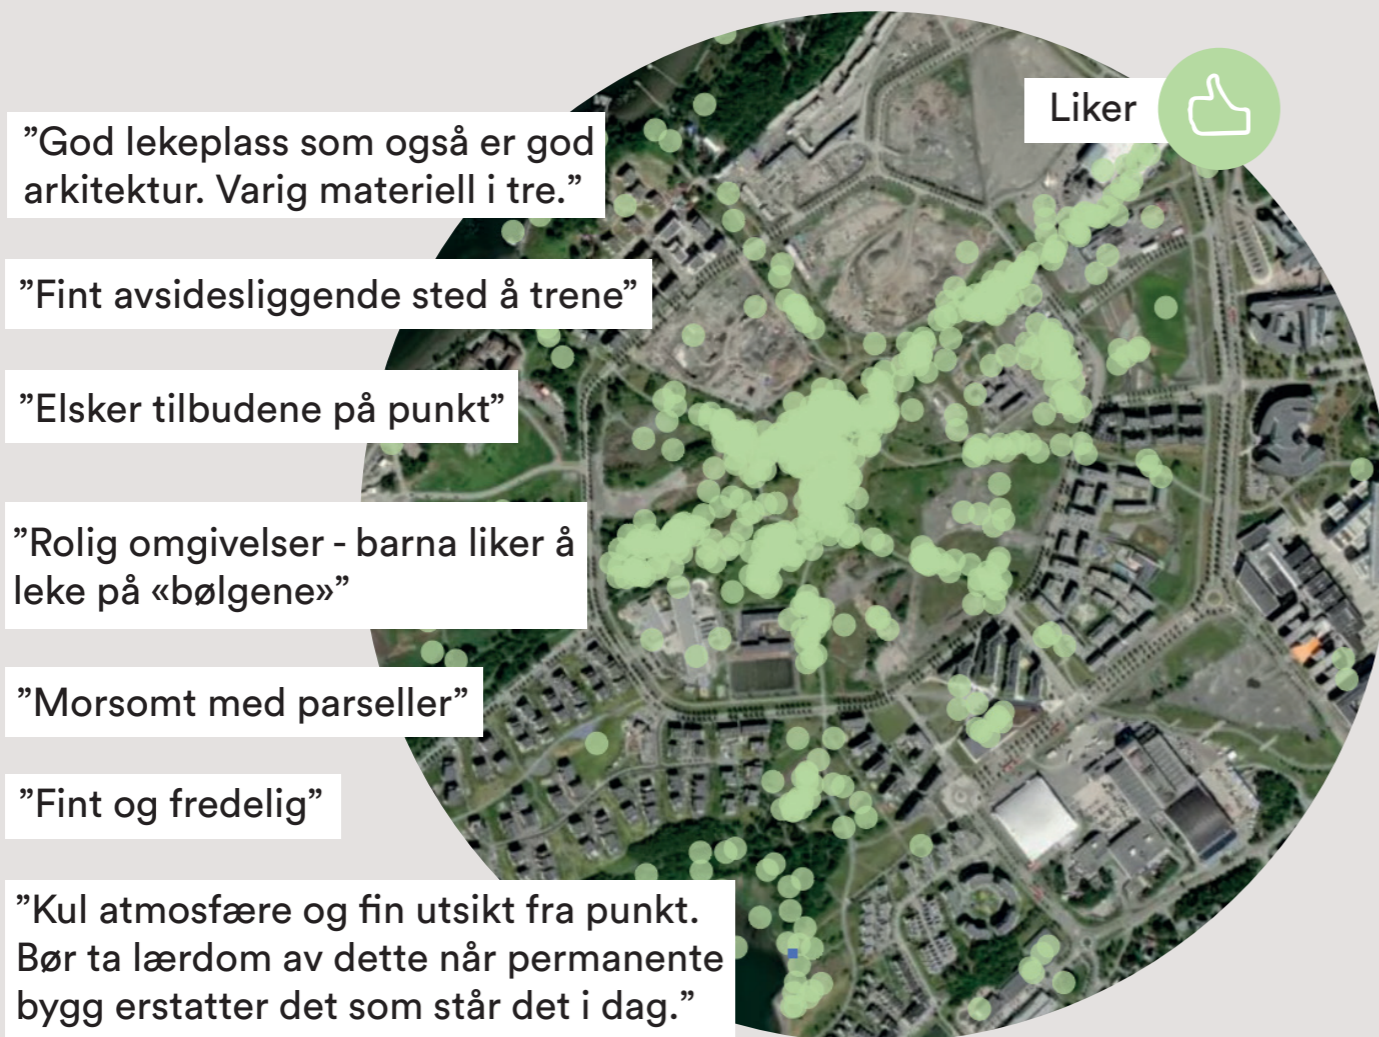 Liker
”God lekeplass som også er god
arkitektur. Varig materiell i tre.”
”Fint avsidesliggende sted å trene”
”Elsker tilbudene på punkt”
”Rolig omgivelser - barna liker å
leke på «bølgene»”
”Morsomt med parseller”
”Fint og fredelig”
”Kul atmosfære og fin utsikt fra punkt.
Bør ta lærdom av dette når permanente
bygg erstatter det som står det i dag.”